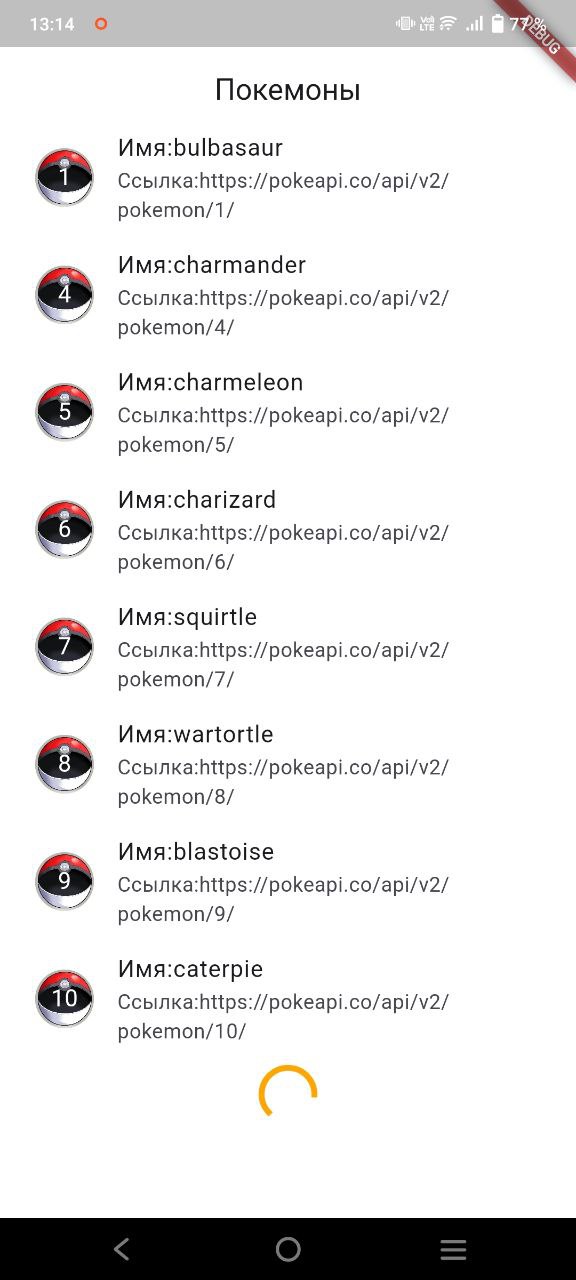 13:14
Vo)) LTE
77%
DEBUG
Покемоны
1
Имя:bulbasaur
Ссылка:https://pokeapi.co/api/v2/
pokemon/1/
4
Имя:charmander
Ссылка:https://pokeapi.co/api/v2/
pokemon/4/
5
Имя:charmeleon
Ссылка:https://pokeapi.co/api/v2/
pokemon/5/
6
Имя:charizard
Ссылка:https://pokeapi.co/api/v2/
pokemon/6/
7
Имя:squirtle
Ссылка:https://pokeapi.co/api/v2/
pokemon/7/
8
Имя:wartortle
Ссылка:https://pokeapi.co/api/v2/
pokemon/8/
9
Имя:blastoise
Ссылка:https://pokeapi.co/api/v2/
pokemon/9/
10
Имя:caterpie
Ссылка:https://pokeapi.co/api/v2/
pokemon/10/